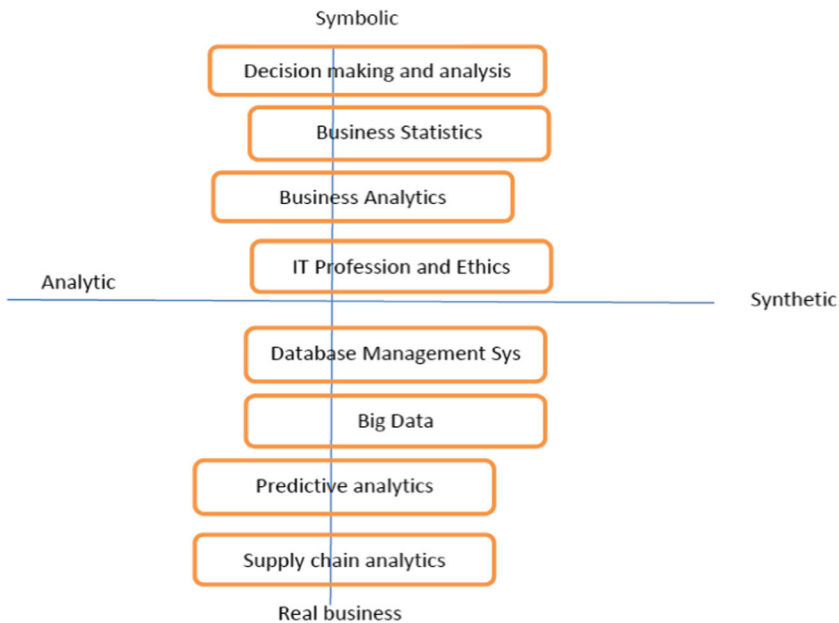 Symbolic
Decision making and analysis
Business Statistics
Business Analytics
IT Profession and Ethics
Analytic
Synthetic
Database Management Sys
Big Data
Predictive analytics
Supply chain analytics
Real business